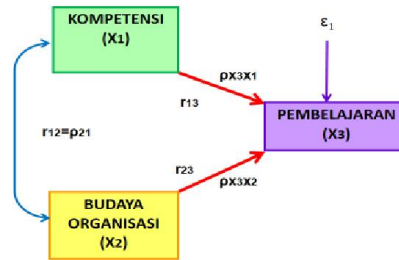 KOMPETENSI
(X1)
ε1
ρx3x1
r13
PEMBELAJARAN
(X3)
r12=ρ21
r23
ρx3x2
BUDAYA
ORGANISASI
(X2)